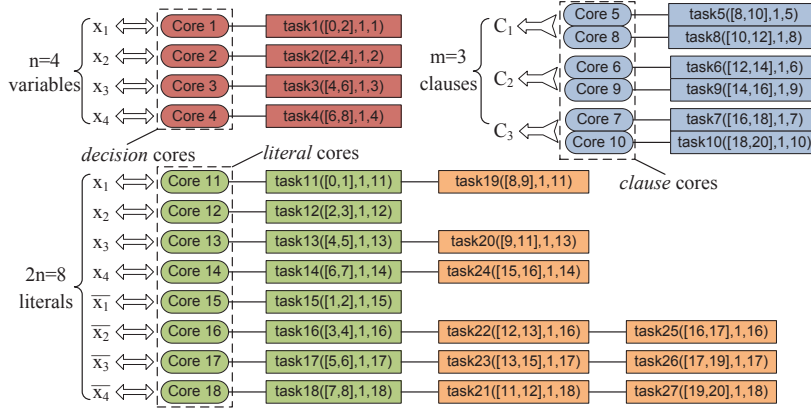 x1 Core 1 task1([0,2],1,1)
x2 Core 2 task2([2,4],1,2)
n=4
variables
x3 Core 3 task3([4,6],1,3)
x4 Core 4 task4([6,8],1,4)
decision cores
C1 Core 5 task5([8,10],1,5)
Core 8 task8([10,12],1,8)
m=3
clauses
C2 Core 6 task6([12,14],1,6)
Core 9 task9([14,16],1,9)
C3 Core 7 task7([16,18],1,7)
Core 10 task10([18,20],1,10)
clause cores
literal cores
x1 Core 11 task11([0,1],1,11) task19([8,9],1,11)
x2 Core 12 task12([2,3],1,12)
x3 Core 13 task13([4,5],1,13) task20([9,11],1,13)
x4 Core 14 task14([6,7],1,14) task24([15,16],1,14)
2n=8
literals
x̅1 Core 15 task15([1,2],1,15)
x̅2 Core 16 task16([3,4],1,16) task22([12,13],1,16) task25([16,17],1,16)
x̅3 Core 17 task17([5,6],1,17) task23([13,15],1,17) task26([17,19],1,17)
x̅4 Core 18 task18([7,8],1,18) task21([11,12],1,18) task27([19,20],1,18)